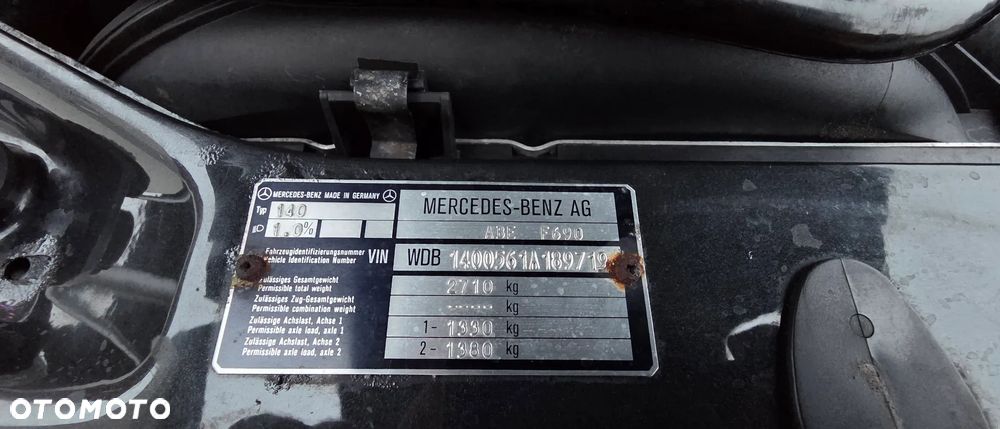 MERCEDES-BENZ MADE IN GERMANY
Typ 140
1.0%
MERCEDES-BENZ AG
ABE F690
Fahrzeugidentifizierungsnummer
Vehicle Identification Number
VIN
WDB 1400561A189719
Zulässiges Gesamtgewicht
Permissible total weight
2710 kg
Zulässiges Zug-Gesamtgewicht
Permissible combination weight
kg
Zulässige Achslast, Achse 1
Permissible axle load, axle 1
1- 1330 kg
Zulässige Achslast, Achse 2
Permissible axle load, axle 2
2- 1380 kg
OTOMOTO